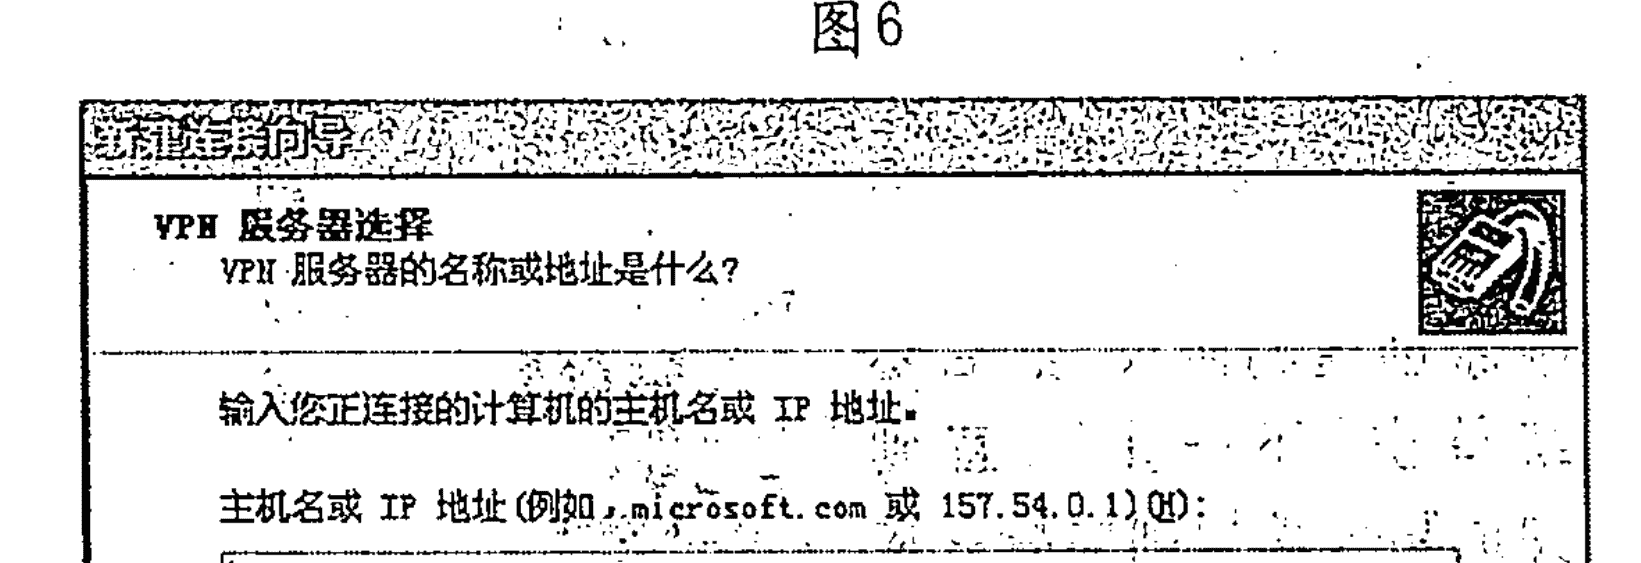 图6
新建连接向导
VPN 服务器选择
VPN 服务器的名称或地址是什么?
输入您正连接的计算机的主机名或 IP 地址。
主机名或 IP 地址(例如,microsoft.com 或 157.54.0.1)(H):